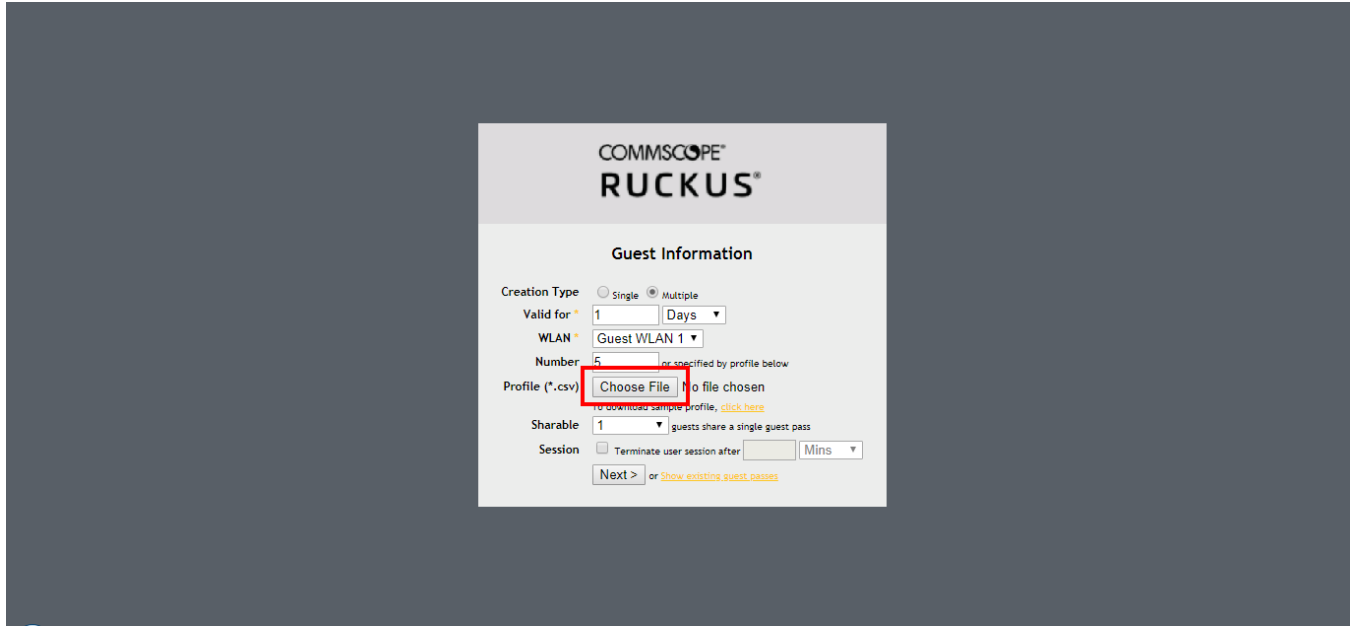 COMMSCOPE®
RUCKUS®
Guest Information
Creation Type Single Multiple
Valid for * 1 Days
WLAN * Guest WLAN 1
Number 5 or specified by profile below
Profile (*.csv) Choose File No file chosen
To download sample profile, click here
Sharable 1 guests share a single guest pass
Session Terminate user session after Mins
Next > or Show existing guest passes